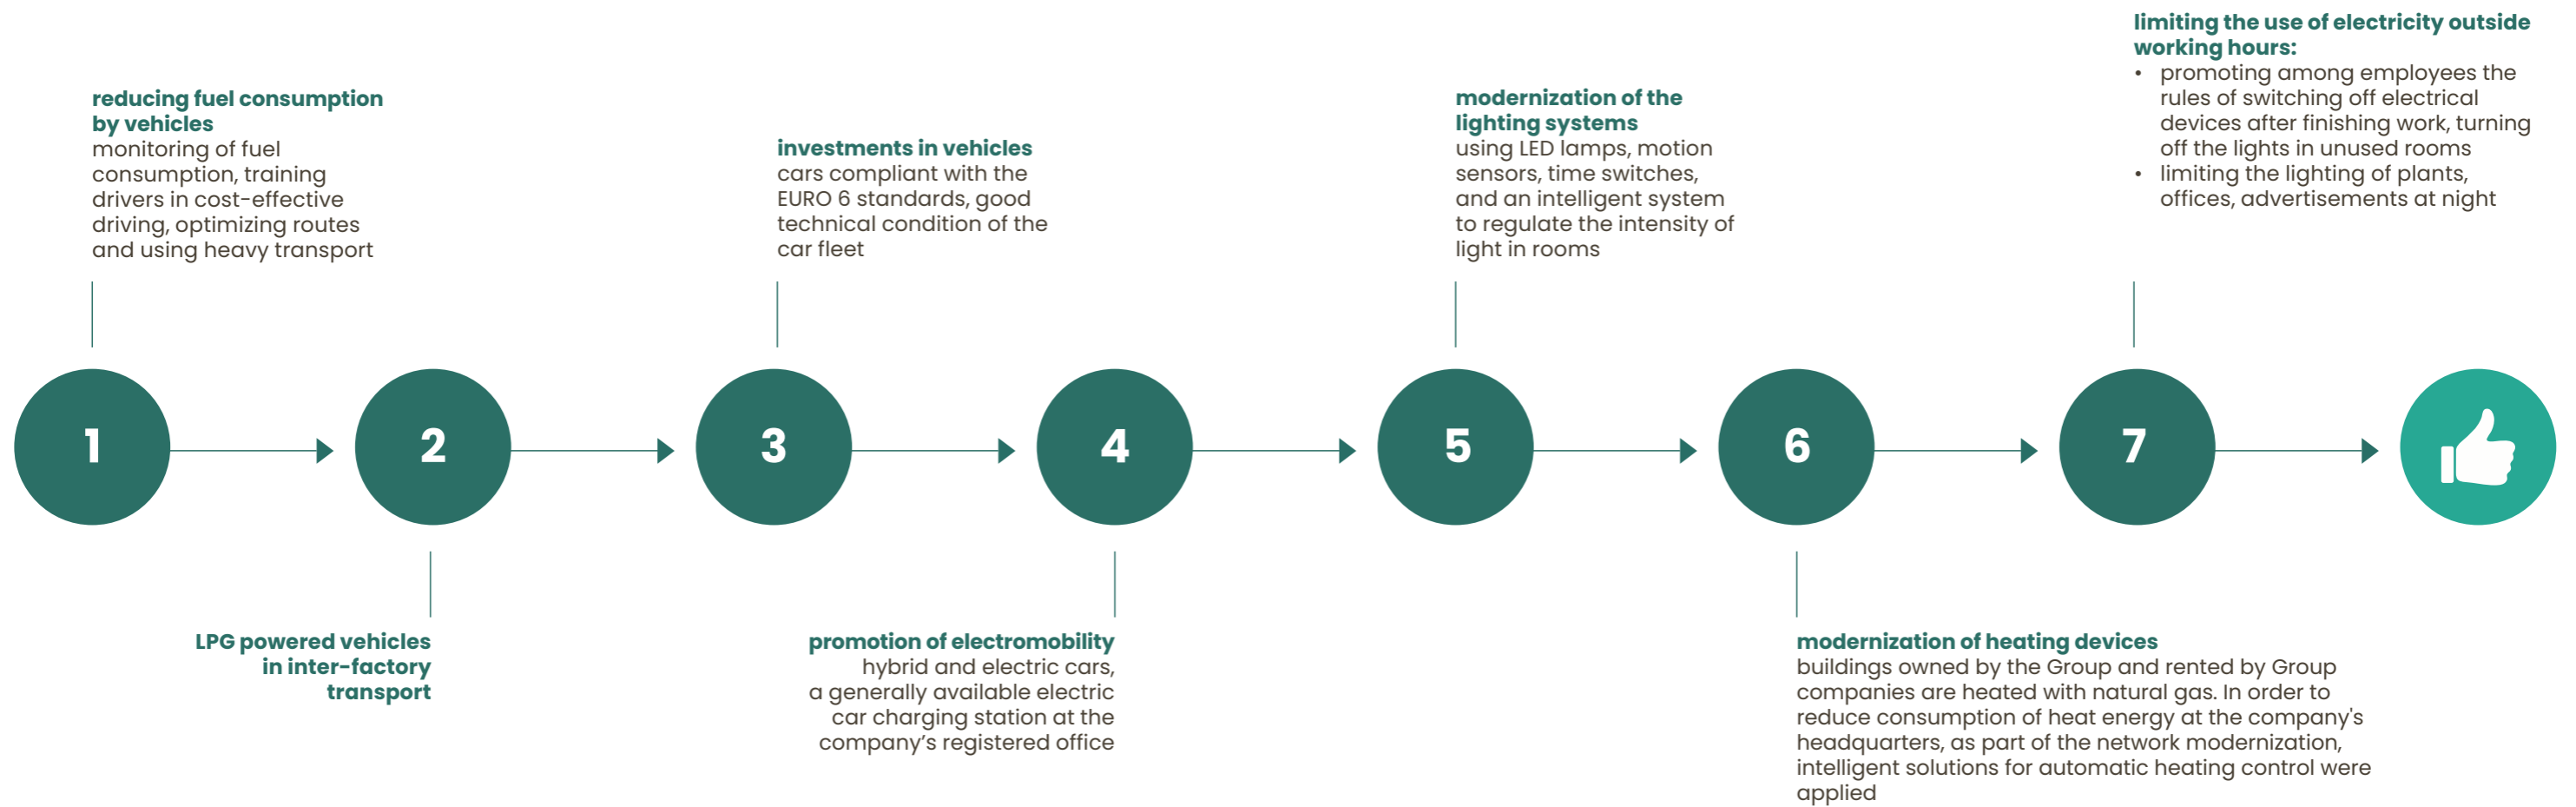 reducing fuel consumption
by vehicles
monitoring of fuel
consumption, training
drivers in cost-effective
driving, optimizing routes
and using heavy transport
investments in vehicles
cars compliant with the
EURO 6 standards, good
technical condition of the
car fleet
modernization of the
lighting systems
using LED lamps, motion
sensors, time switches,
and an intelligent system
to regulate the intensity of
light in rooms
limiting the use of electricity outside
working hours:
• promoting among employees the
rules of switching off electrical
devices after finishing work, turning
off the lights in unused rooms
• limiting the lighting of plants,
offices, advertisements at night
1
2
3
4
5
6
7
LPG powered vehicles
in inter-factory
transport
promotion of electromobility
hybrid and electric cars,
a generally available electric
car charging station at the
company’s registered office
modernization of heating devices
buildings owned by the Group and rented by Group
companies are heated with natural gas. In order to
reduce consumption of heat energy at the company's
headquarters, as part of the network modernization,
intelligent solutions for automatic heating control were
applied